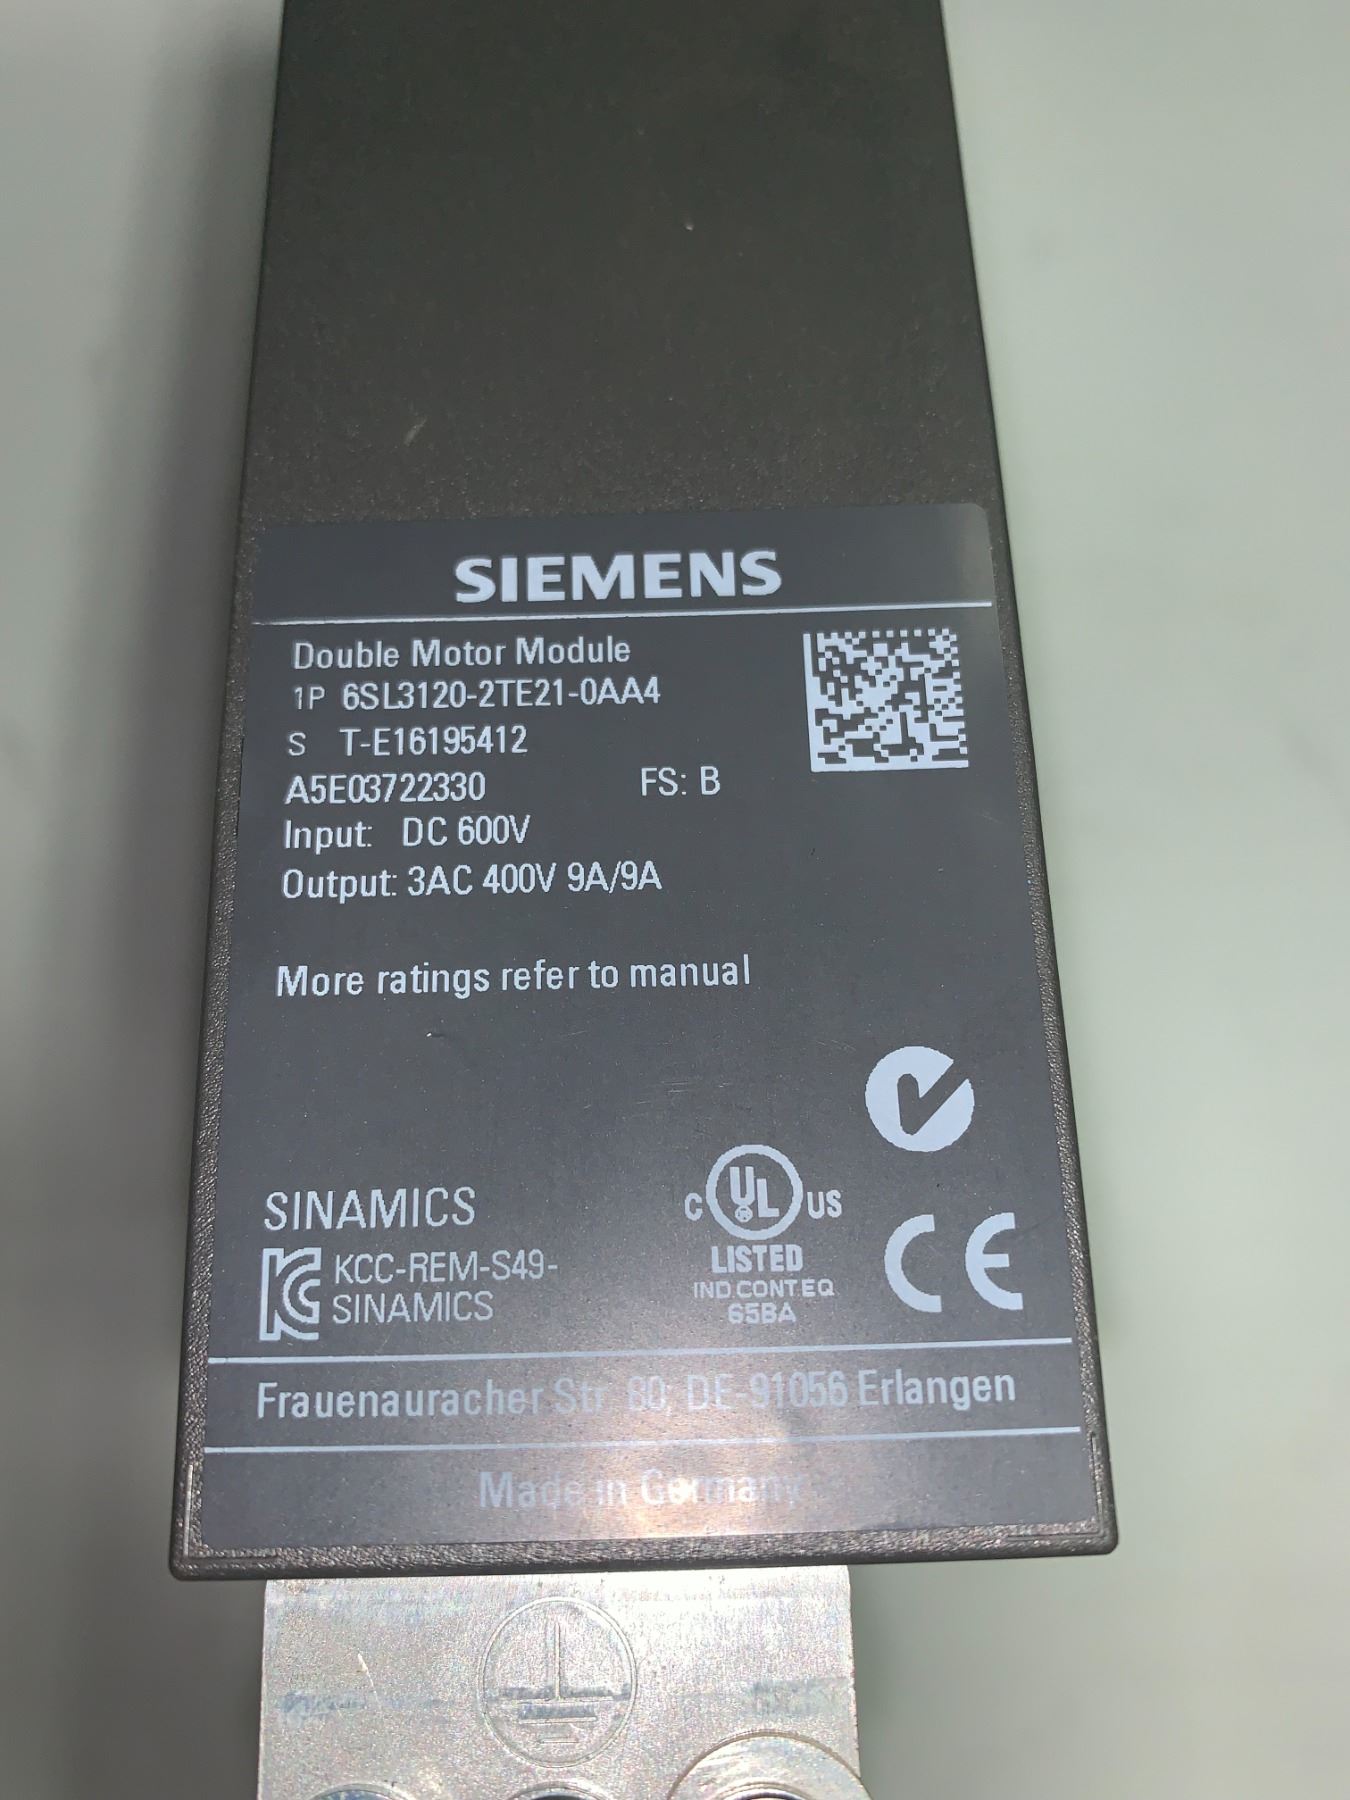 SIEMENS
Double Motor Module
1P 6SL3120-2TE21-0AA4
S T-E16195412
A5E03722330 FS: B
Input: DC 600V
Output: 3AC 400V 9A/9A
More ratings refer to manual
SINAMICS
KCC-REM-S49-
SINAMICS
C UL US
LISTED
IND.CONT.EQ
65BA
CE
Frauenauracher Str. 80, DE-91056 Erlangen
Made in Germany